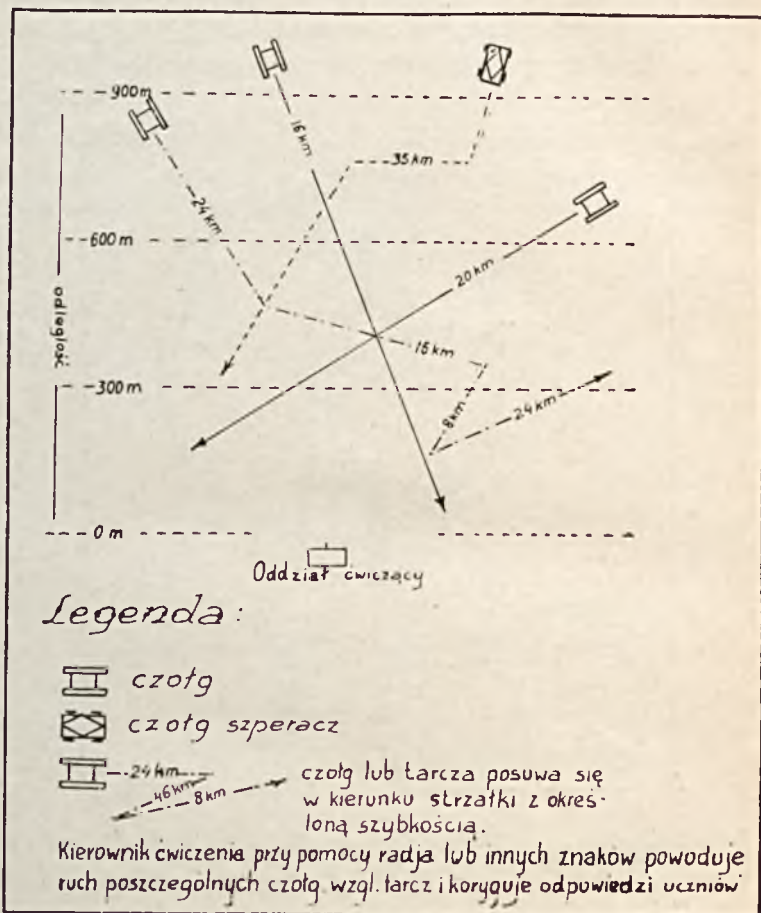 900m
16 km
35 km
24 km
600 m
20 km
odległość
16 km
300 m
8 km
24 km
0 m
Oddział ćwiczący
Legenda:
czołg
czołg szperacz
24 km
46 km
8 km
czołg lub tarcza posuwa się
w kierunku strzałki z okreś-
loną szybkością.
Kierownik ćwiczenia przy pomocy radja lub innych znaków powoduje
ruch poszczególnych czołg wzgl. tarcz i koryguje odpowiedzi uczniów